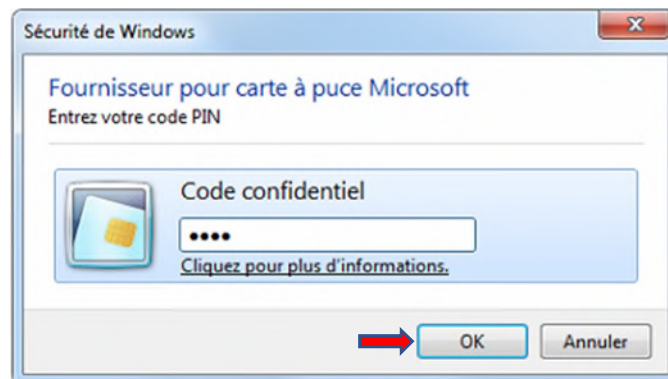 Sécurité de Windows
Fournisseur pour carte à puce Microsoft
Entrez votre code PIN
Code confidentiel
••••
Cliquez pour plus d'informations.
OK Annuler